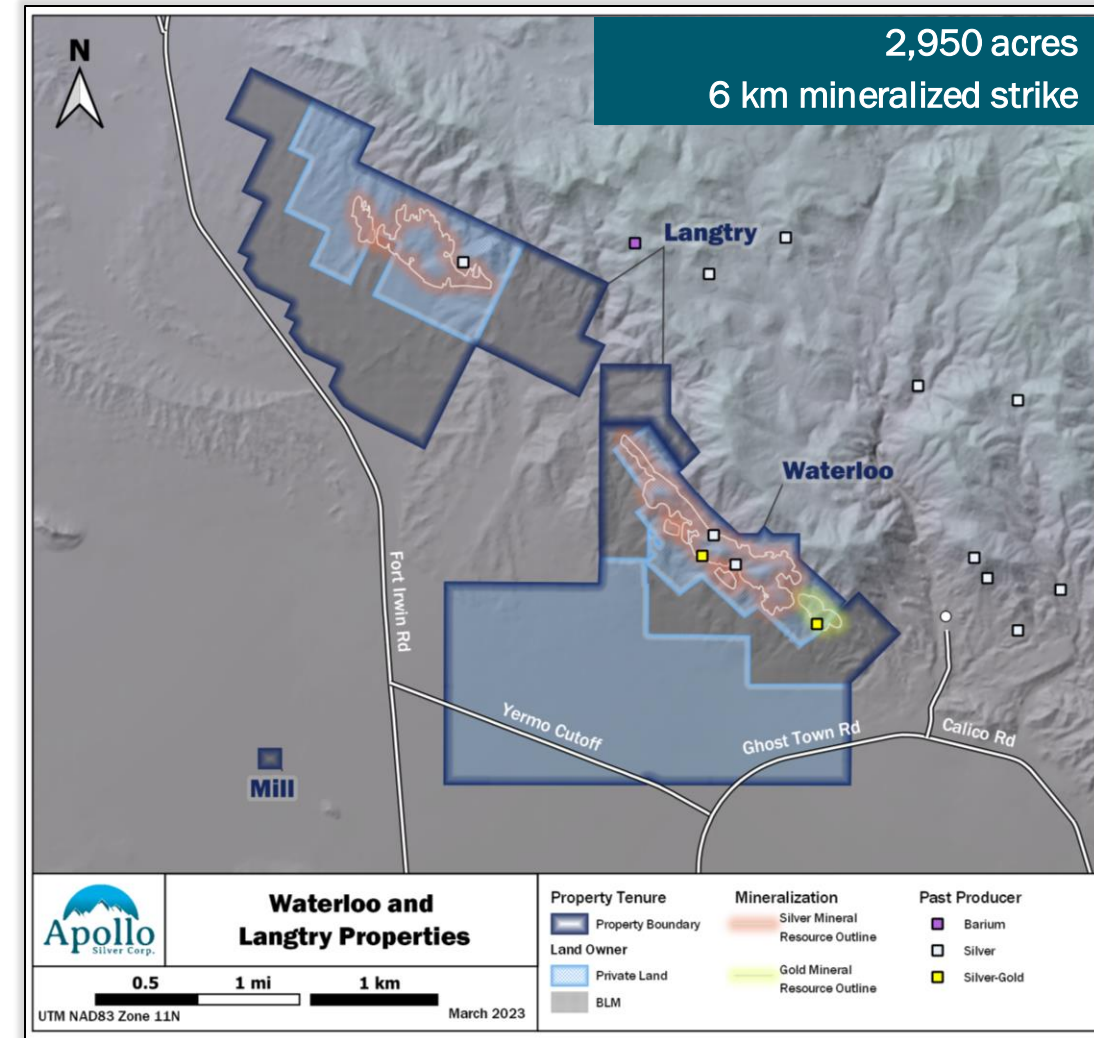 2,950 acres
6 km mineralized strike
N
Langtry
Waterloo
Fort Irwin Rd
Yermo Cutoff
Ghost Town Rd
Calico Rd
Mill
Apollo
Silver Corp.
Waterloo and
Langtry Properties
0.5 1 mi 1 km
UTM NAD83 Zone 11N March 2023
Property Tenure
Property Boundary
Land Owner
Private Land
BLM
Mineralization
Silver Mineral
Resource Outline
Gold Mineral
Resource Outline
Past Producer
Barium
Silver
Silver-Gold